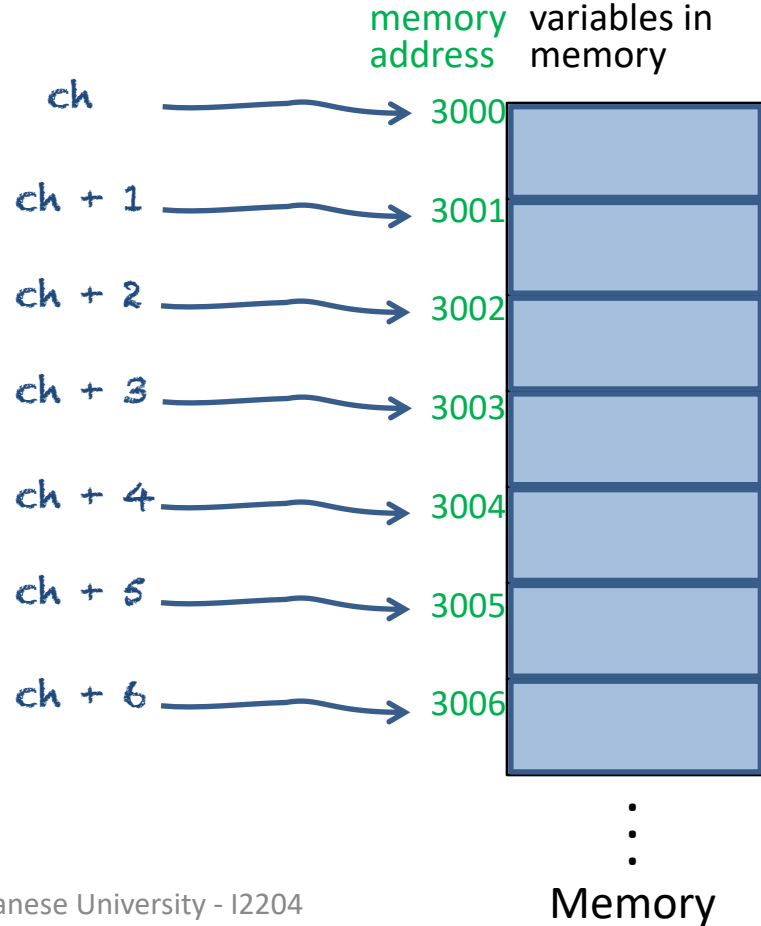 memory address
variables in memory
ch
3000
ch + 1
3001
ch + 2
3002
ch + 3
3003
ch + 4
3004
ch + 5
3005
ch + 6
3006
University - I2204
Memory